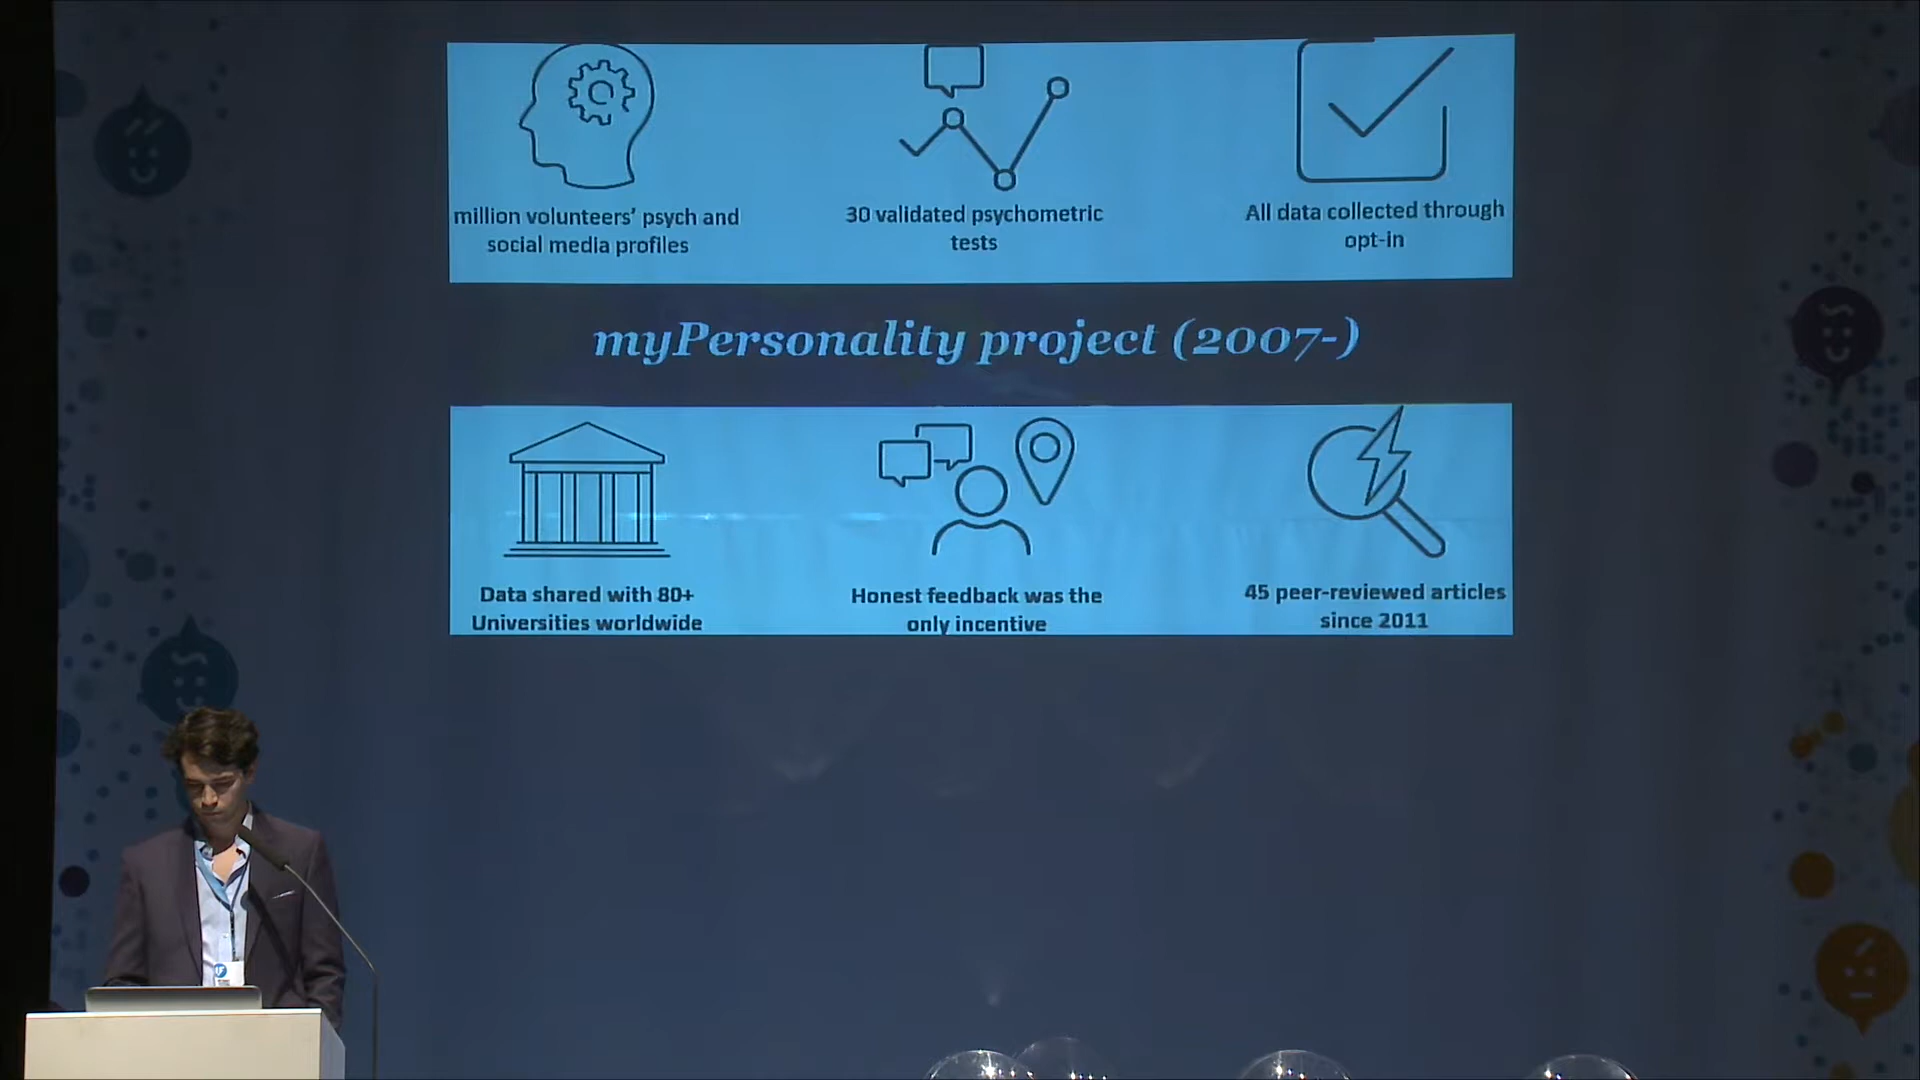 million volunteers' psych and
social media profiles
30 validated psychometric
tests
All data collected through
opt-in
myPersonality project (2007-)
Data shared with 80+
Universities worldwide
Honest feedback was the
only incentive
45 peer-reviewed articles
since 2011